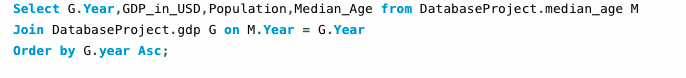 Select G.Year,GDP_in_USD,Population,Median_Age from DatabaseProject.median_age M
Join DatabaseProject.gdp G on M.Year = G.Year
Order by G.year Asc;